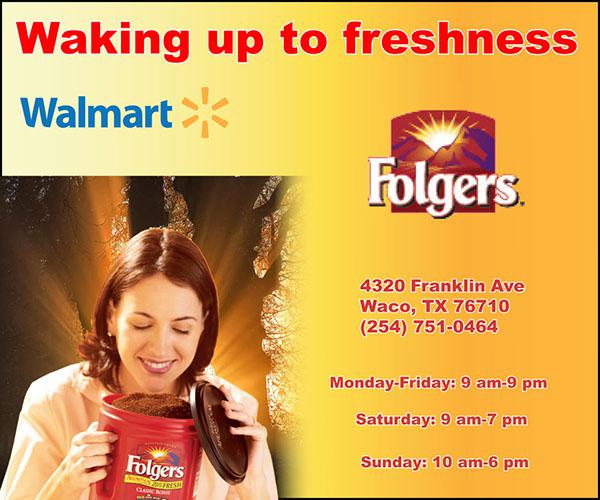 Waking up to freshness
Walmart
Folgers
4320 Franklin Ave
Waco, TX 76710
(254) 751-0464
Monday-Friday: 9 am-9 pm
Saturday: 9 am-7 pm
Sunday: 10 am-6 pm
Folgers
FRESH
CLASSIC ROAST